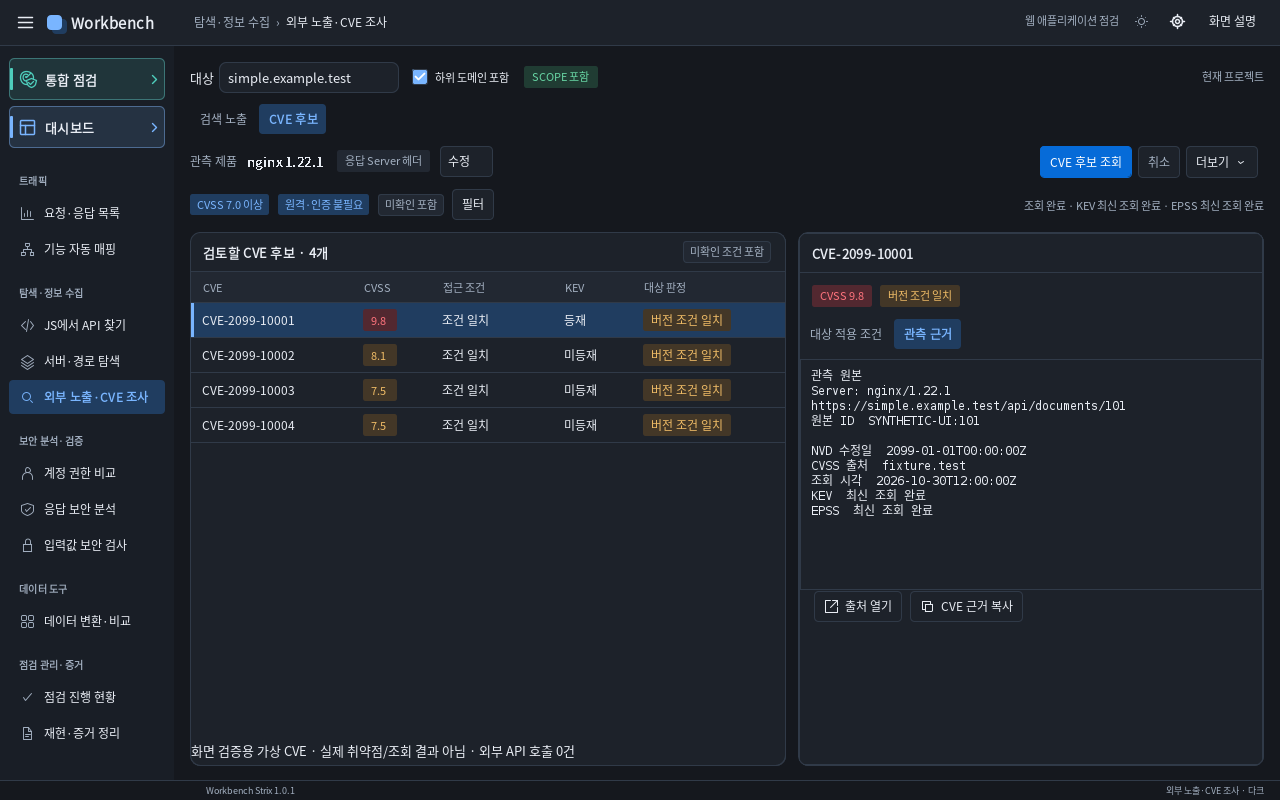 Workbench
탐색·정보 수집 › 외부 노출·CVE 조사
웹 애플리케이션 점검
화면 설명
통합 점검
대시보드
트래픽
요청·응답 목록
기능 자동 매핑
탐색·정보 수집
JS에서 API 찾기
서버·경로 탐색
외부 노출·CVE 조사
보안 분석·검증
계정 권한 비교
응답 보안 분석
입력값 보안 검사
데이터 도구
데이터 변환·비교
점검 관리·증거
점검 진행 현황
재현·증거 정리
대상 simple.example.test 하위 도메인 포함 SCOPE 포함 현재 프로젝트
검색 노출 CVE 후보
관측 제품 nginx 1.22.1 응답 Server 헤더 수정 CVE 후보 조회 취소 더보기
CVSS 7.0 이상 원격·인증 불필요 미확인 포함 필터 조회 완료 · KEV 최신 조회 완료 · EPSS 최신 조회 완료
검토할 CVE 후보 · 4개 미확인 조건 포함
CVE CVSS 접근 조건 KEV 대상 판정
CVE-2099-10001 9.8 조건 일치 등재 버전 조건 일치
CVE-2099-10002 8.1 조건 일치 미등재 버전 조건 일치
CVE-2099-10003 7.5 조건 일치 미등재 버전 조건 일치
CVE-2099-10004 7.5 조건 일치 미등재 버전 조건 일치
화면 검증용 가상 CVE · 실제 취약점/조회 결과 아님 · 외부 API 호출 0건
CVE-2099-10001
CVSS 9.8 버전 조건 일치
대상 적용 조건 관측 근거
관측 원본
Server: nginx/1.22.1
https://simple.example.test/api/documents/101
원본 ID SYNTHETIC-UI:101
NVD 수정일 2099-01-01T00:00:00Z
CVSS 출처 fixture.test
조회 시각 2026-10-30T12:00:00Z
KEV 최신 조회 완료
EPSS 최신 조회 완료
출처 열기 CVE 근거 복사
Workbench Strix 1.0.1
외부 노출·CVE 조사 · 다크